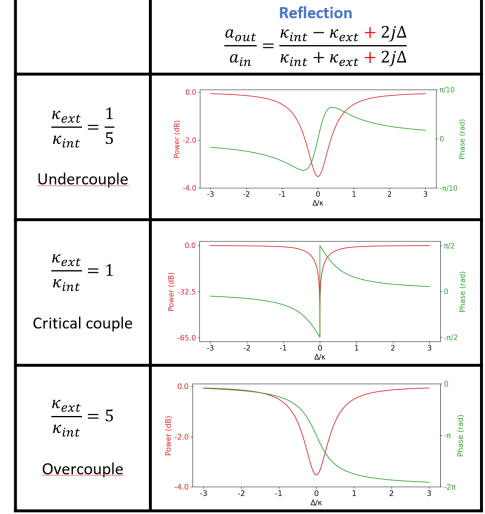 Reflection
a_out / a_in = (κ_int − κ_ext + 2jΔ) / (κ_int + κ_ext + 2jΔ)
κ_ext / κ_int = 1 / 5
Undercouple
0.0
-2.0
-4.0
Power (dB)
-3 -2 -1 0 1 2 3
Δ/κ
π/10
0
-π/10
Phase (rad)
κ_ext / κ_int = 1
Critical couple
0.0
-32.5
-65.0
Power (dB)
-3 -2 -1 0 1 2 3
Δ/κ
π/2
0
-π/2
Phase (rad)
κ_ext / κ_int = 5
Overcouple
0.0
-2.0
-4.0
Power (dB)
-3 -2 -1 0 1 2 3
Δ/κ
0
-π
-2π
Phase (rad)